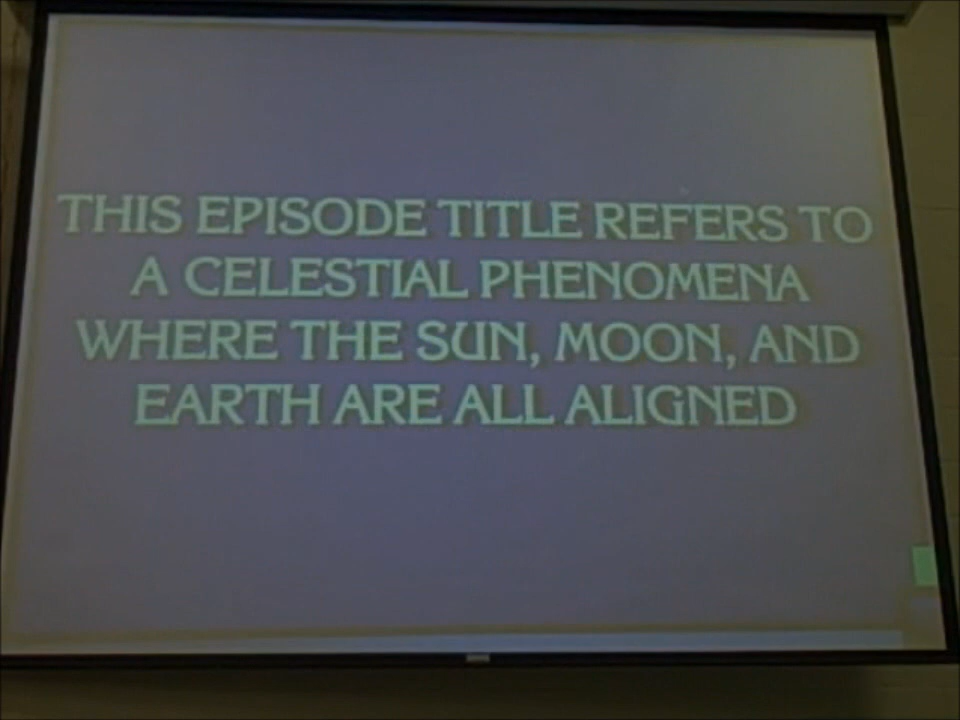 THIS EPISODE TITLE REFERS TO
A CELESTIAL PHENOMENA
WHERE THE SUN, MOON, AND
EARTH ARE ALL ALIGNED